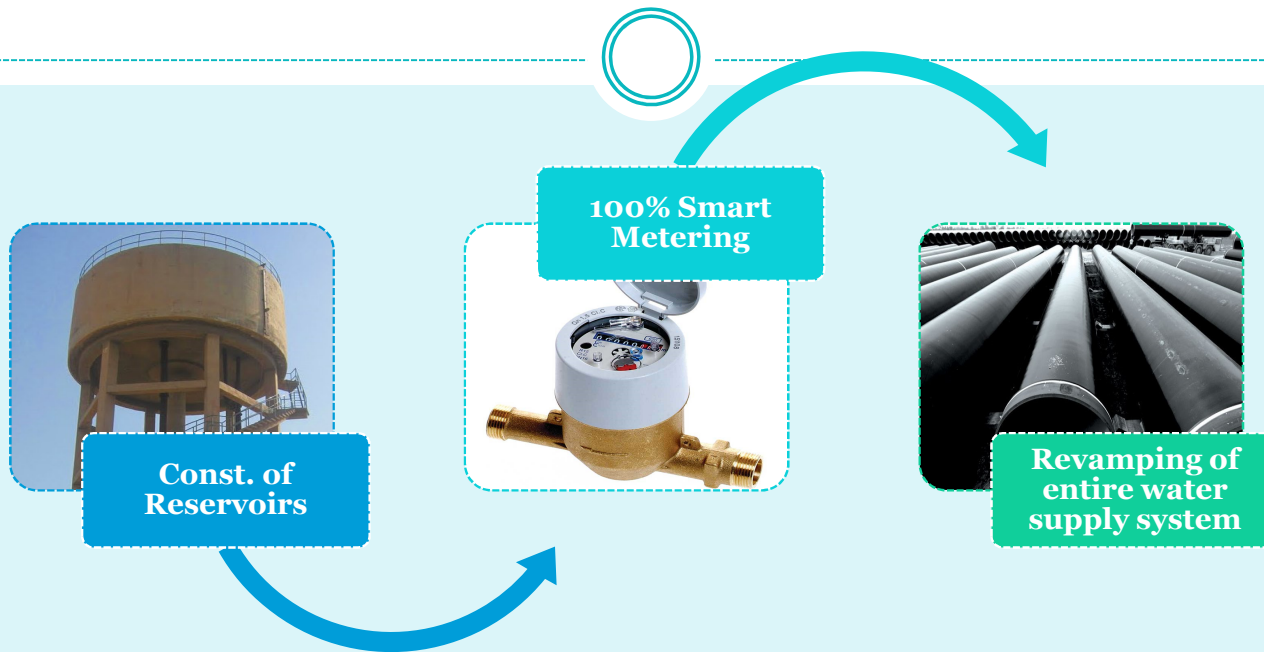 100% Smart
Metering
Const. of
Reservoirs
Revamping of
entire water
supply system